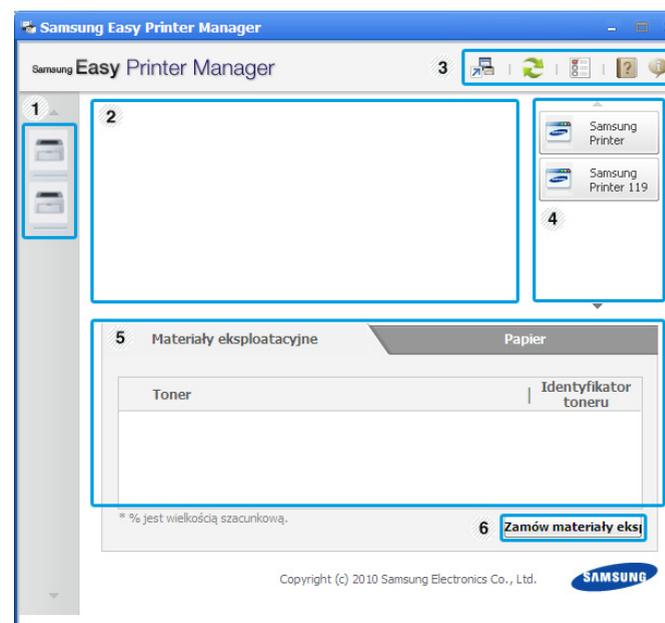 Samsung Easy Printer Manager
Samsung Easy Printer Manager
3
1
2
Samsung
Printer
Samsung
Printer 119
4
5 Materiały eksploatacyjne Papier
Toner Identyfikator
toneru
* % jest wielkością szacunkową.
6 Zamów materiały eksp
Copyright (c) 2010 Samsung Electronics Co., Ltd. SAMSUNG